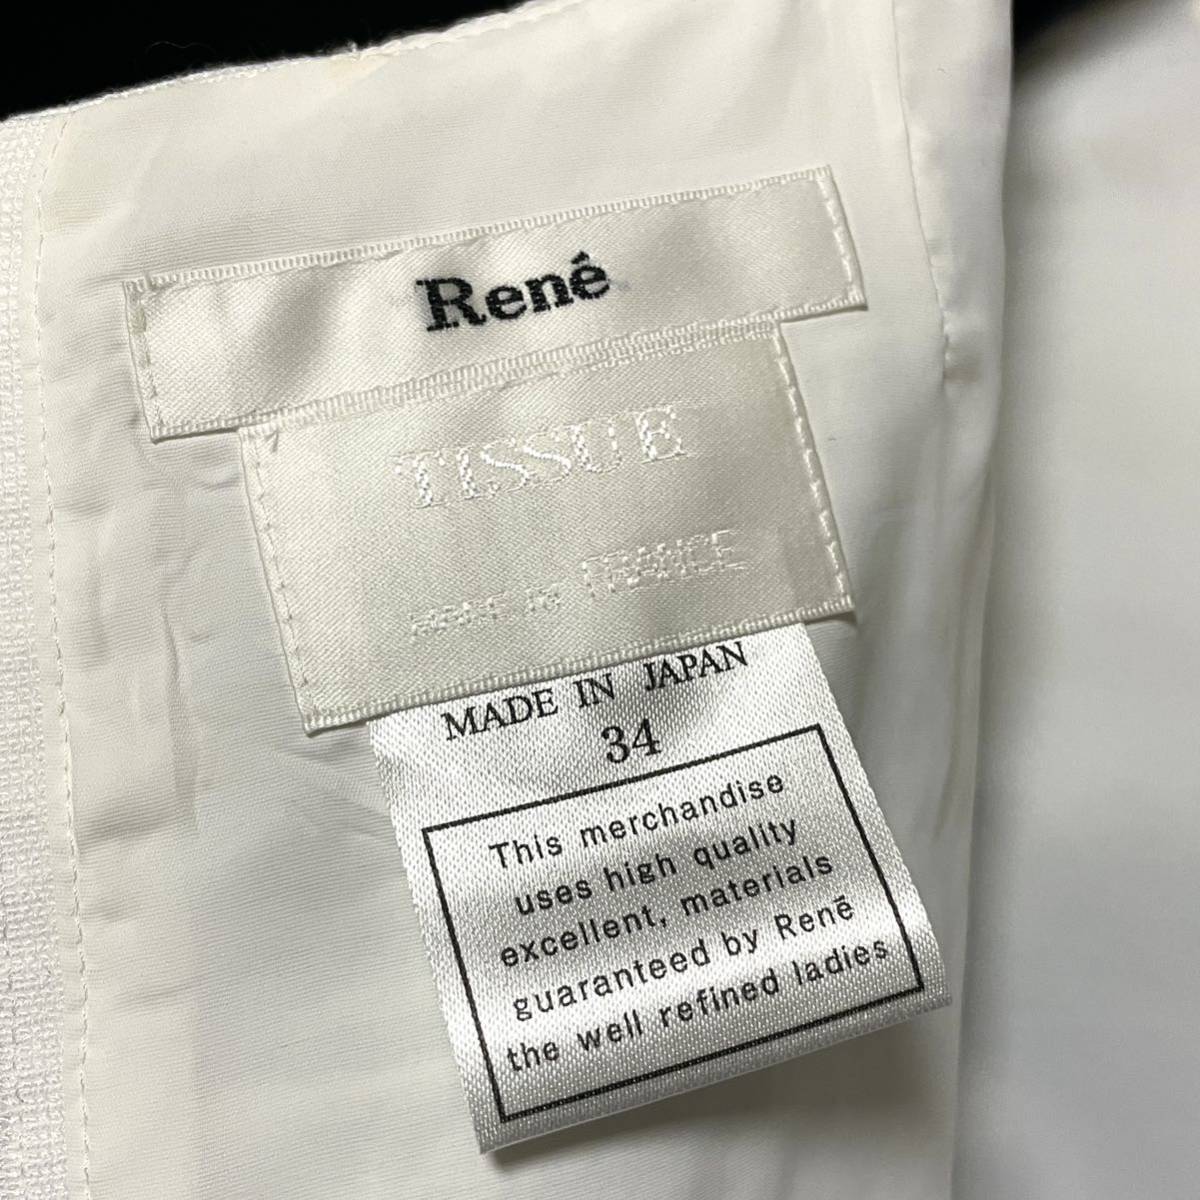 René
TISSUE
MADE IN FRANCE
MADE IN JAPAN
34
This merchandise
uses high quality
excellent, materials
guaranteed by Renē
the well refined ladies